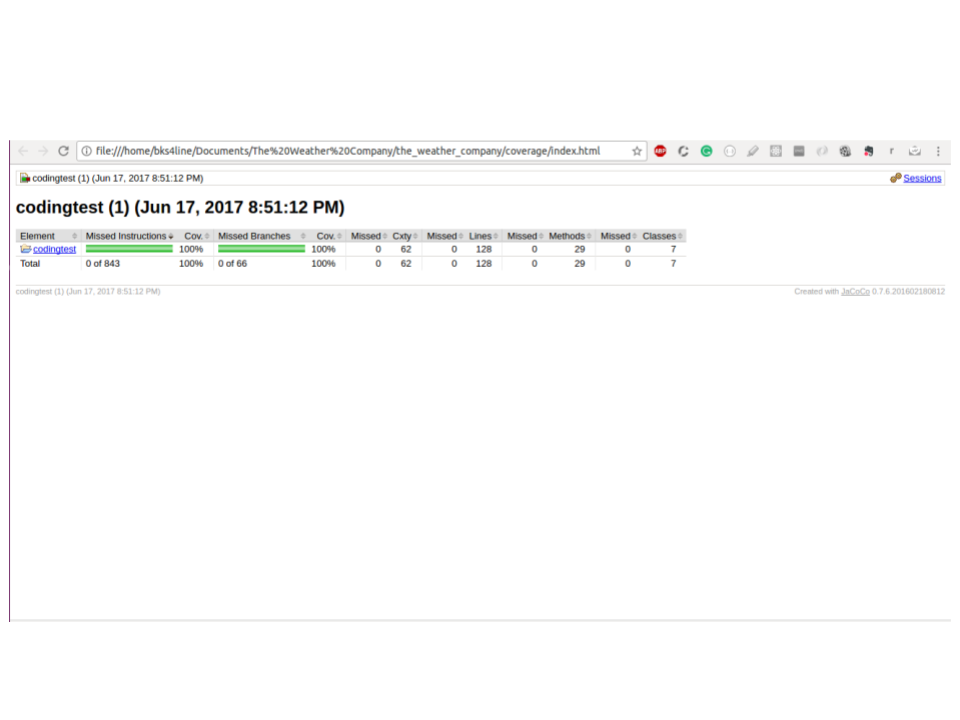 file:///home/bks4line/Documents/The%20Weather%20Company/the_weather_company/coverage/index.html ABP r
codingtest (1) (Jun 17, 2017 8:51:12 PM) Sessions
codingtest (1) (Jun 17, 2017 8:51:12 PM)
Element Missed Instructions Cov. Missed Branches Cov. Missed Cxty Missed Lines Missed Methods Missed Classes
codingtest 100% 100% 0 62 0 128 0 29 0 7
Total 0 of 843 100% 0 of 66 100% 0 62 0 128 0 29 0 7
codingtest (1) (Jun 17, 2017 8:51:12 PM) Created with JaCoCo 0.7.6.201602180812